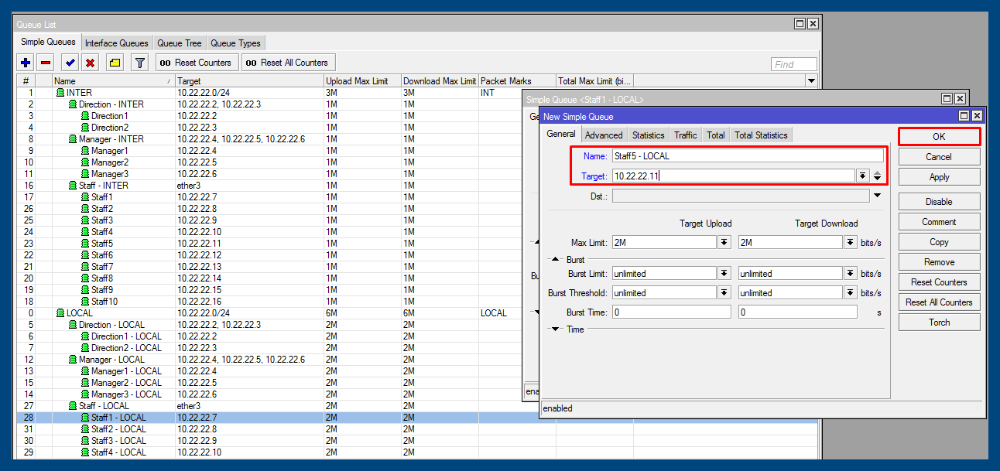 Queue List
Simple Queues Interface Queues Queue Tree Queue Types
00 Reset Counters 00 Reset All Counters Find
# Name Target Upload Max Limit Download Max Limit Packet Marks Total Max Limit (bi...
1 INTER 10.22.22.0/24 3M 3M INT
2 Direction - INTER 10.22.22.2, 10.22.22.3 1M 1M
3 Direction1 10.22.22.2 1M 1M
4 Direction2 10.22.22.3 1M 1M
8 Manager - INTER 10.22.22.4, 10.22.22.5, 10.22.22.6 1M 1M
9 Manager1 10.22.22.4 1M 1M
10 Manager2 10.22.22.5 1M 1M
11 Manager3 10.22.22.6 1M 1M
16 Staff - INTER ether3 1M 1M
17 Staff1 10.22.22.7 1M 1M
26 Staff2 10.22.22.8 1M 1M
25 Staff3 10.22.22.9 1M 1M
24 Staff4 10.22.22.10 1M 1M
23 Staff5 10.22.22.11 1M 1M
22 Staff6 10.22.22.12 1M 1M
21 Staff7 10.22.22.13 1M 1M
20 Staff8 10.22.22.14 1M 1M
19 Staff9 10.22.22.15 1M 1M
18 Staff10 10.22.22.16 1M 1M
0 LOCAL 10.22.22.0/24 6M 6M LOCAL
5 Direction - LOCAL 10.22.22.2, 10.22.22.3 2M 2M
6 Direction1 - LOCAL 10.22.22.2 2M 2M
7 Direction2 - LOCAL 10.22.22.3 2M 2M
12 Manager - LOCAL 10.22.22.4, 10.22.22.5, 10.22.22.6 2M 2M
13 Manager1 - LOCAL 10.22.22.4 2M 2M
15 Manager2 - LOCAL 10.22.22.5 2M 2M
14 Manager3 - LOCAL 10.22.22.6 2M 2M
27 Staff - LOCAL ether3 2M 2M
28 Staff1 - LOCAL 10.22.22.7 2M 2M
31 Staff2 - LOCAL 10.22.22.8 2M 2M
30 Staff3 - LOCAL 10.22.22.9 2M 2M
29 Staff4 - LOCAL 10.22.22.10 2M 2M
Simple Queue <Staff1 - LOCAL>
Ge
Bu
ena
New Simple Queue
General Advanced Statistics Traffic Total Total Statistics
Name: Staff5 - LOCAL
Target: 10.22.22.11
Dst.:
Target Upload Target Download
Max Limit: 2M 2M bits/s
Burst
Burst Limit: unlimited unlimited bits/s
Burst Threshold: unlimited unlimited bits/s
Burst Time: 0 0 s
Time
enabled
OK
Cancel
Apply
Disable
Comment
Copy
Remove
Reset Counters
Reset All Counters
Torch